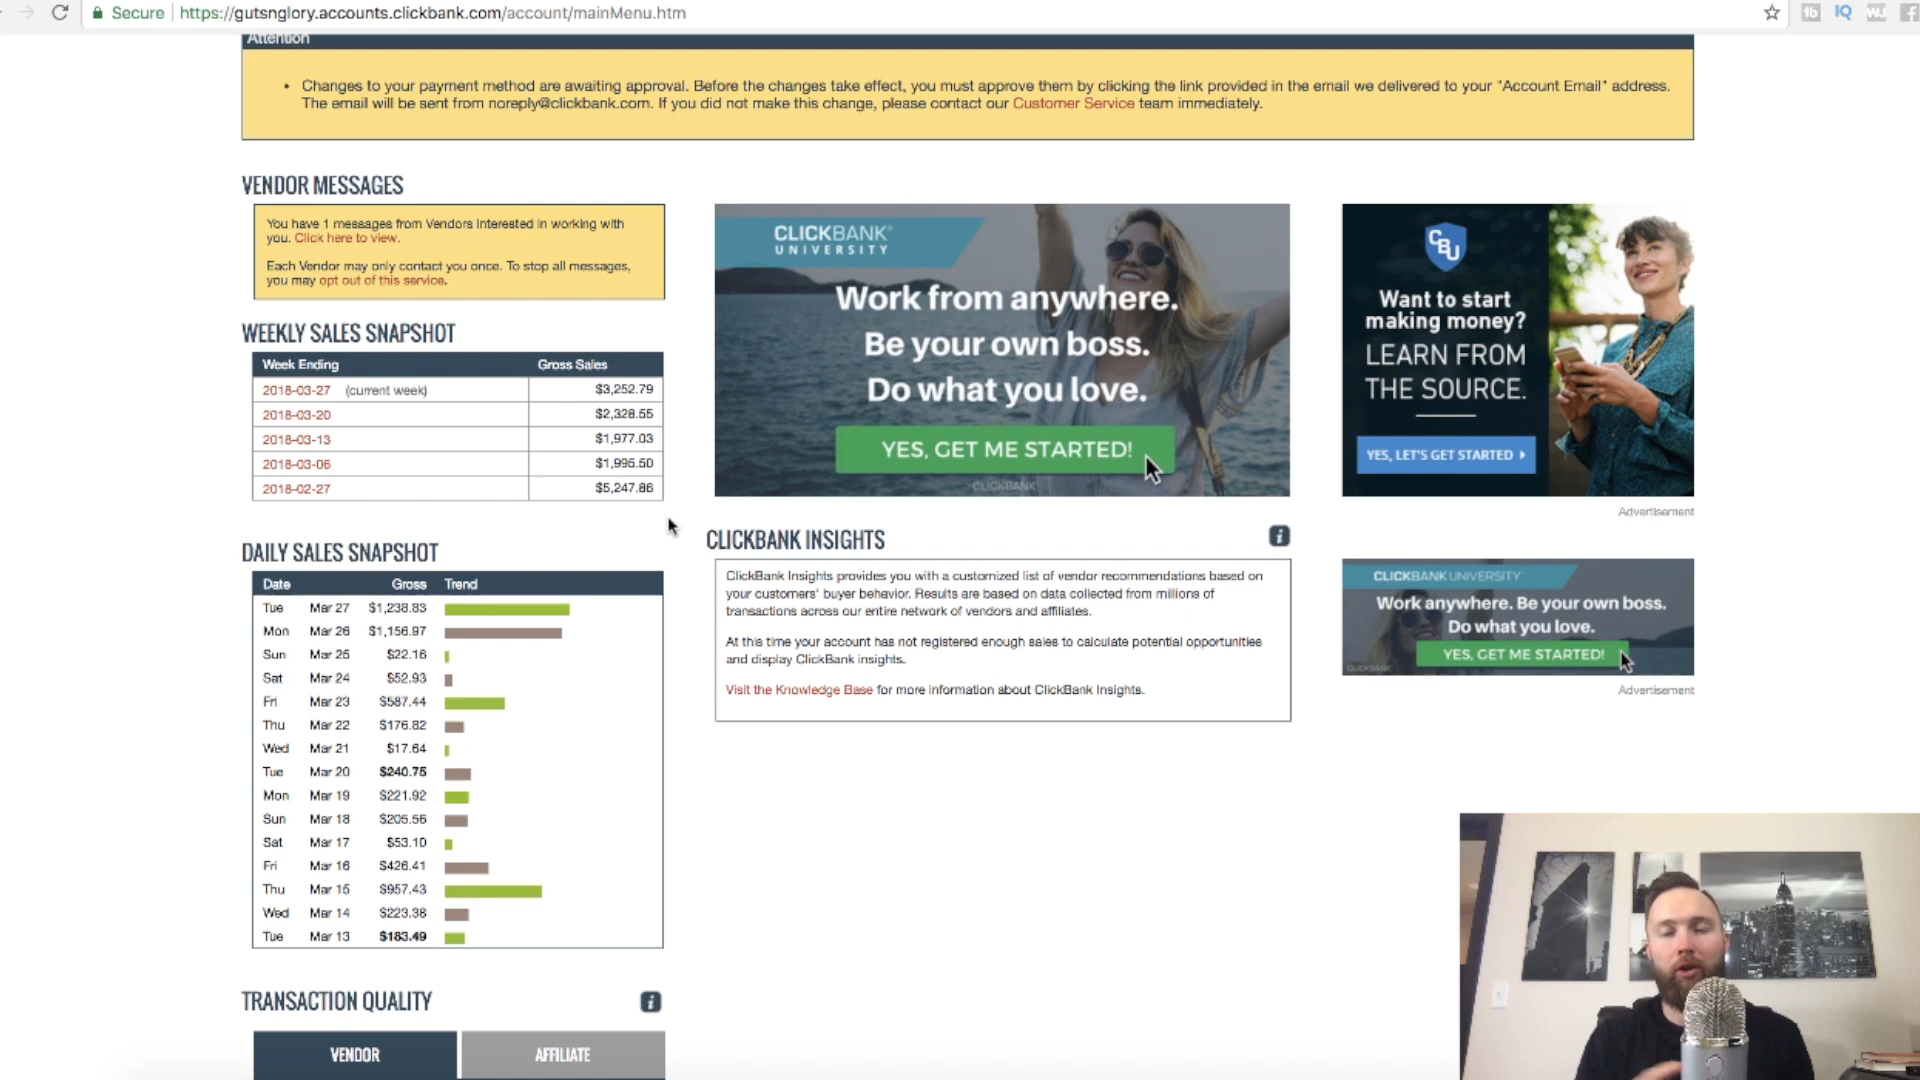 Secure https://gutsnglory.accounts.clickbank.com/account/mainMenu.htm
Attention
• Changes to your payment method are awaiting approval. Before the changes take effect, you must approve them by clicking the link provided in the email we delivered to your "Account Email" address.
The email will be sent from noreply@clickbank.com. If you did not make this change, please contact our Customer Service team immediately.
VENDOR MESSAGES
You have 1 messages from Vendors interested in working with
you. Click here to view.
Each Vendor may only contact you once. To stop all messages,
you may opt out of this service.
WEEKLY SALES SNAPSHOT
Week Ending Gross Sales
2018-03-27 (current week) $3,252.79
2018-03-20 $2,328.55
2018-03-13 $1,977.03
2018-03-06 $1,995.50
2018-02-27 $5,247.86
DAILY SALES SNAPSHOT
Date Gross Trend
Tue Mar 27 $1,238.83
Mon Mar 26 $1,156.97
Sun Mar 25 $22.16
Sat Mar 24 $52.93
Fri Mar 23 $587.44
Thu Mar 22 $176.82
Wed Mar 21 $17.64
Tue Mar 20 $240.75
Mon Mar 19 $221.92
Sun Mar 18 $205.56
Sat Mar 17 $53.10
Fri Mar 16 $426.41
Thu Mar 15 $957.43
Wed Mar 14 $223.36
Tue Mar 13 $183.49
TRANSACTION QUALITY
VENDOR AFFILIATE
CLICKBANK
UNIVERSITY
Work from anywhere.
Be your own boss.
Do what you love.
YES, GET ME STARTED!
CLICKBANK
CLICKBANK INSIGHTS
ClickBank Insights provides you with a customized list of vendor recommendations based on
your customers' buyer behavior. Results are based on data collected from millions of
transactions across our entire network of vendors and affiliates.
At this time your account has not registered enough sales to calculate potential opportunities
and display ClickBank insights.
Visit the Knowledge Base for more information about ClickBank Insights.
CBU
Want to start
making money?
LEARN FROM
THE SOURCE.
YES, LET'S GET STARTED
Advertisement
CLICKBANK UNIVERSITY
Work anywhere. Be your own boss.
Do what you love.
YES, GET ME STARTED!
CLICKBANK
Advertisement